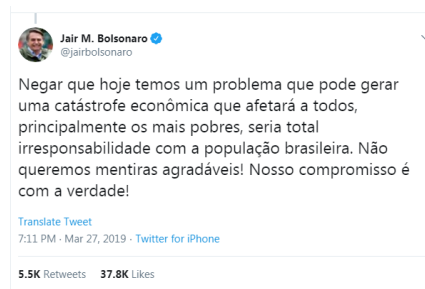 Jair M. Bolsonaro
@jairbolsonaro
Negar que hoje temos um problema que pode gerar
uma catástrofe econômica que afetará a todos,
principalmente os mais pobres, seria total
irresponsabilidade com a população brasileira. Não
queremos mentiras agradáveis! Nosso compromisso é
com a verdade!
Translate Tweet
7:11 PM · Mar 27, 2019 · Twitter for iPhone
5.5K Retweets 37.8K Likes